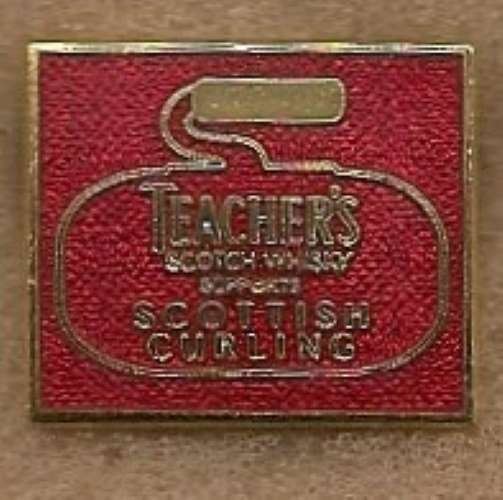 TEACHER'S
SCOTCH WHISKY
SUPPORTS
SCOTTISH
CURLING